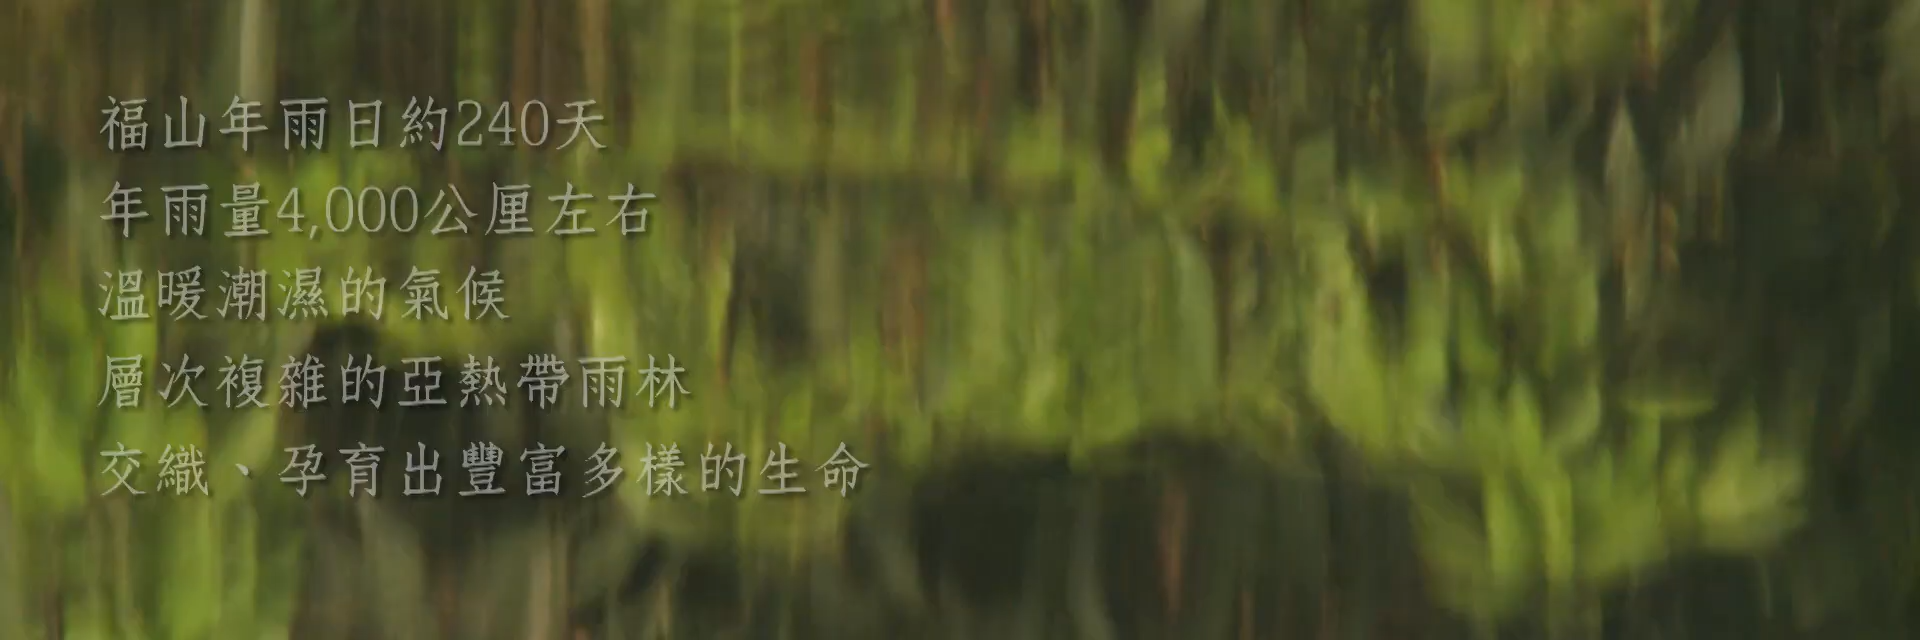 福山年雨日約240天
年雨量4,000公厘左右
溫暖潮濕的氣候
層次複雜的亞熱帶雨林
交織、孕育出豐富多樣的生命